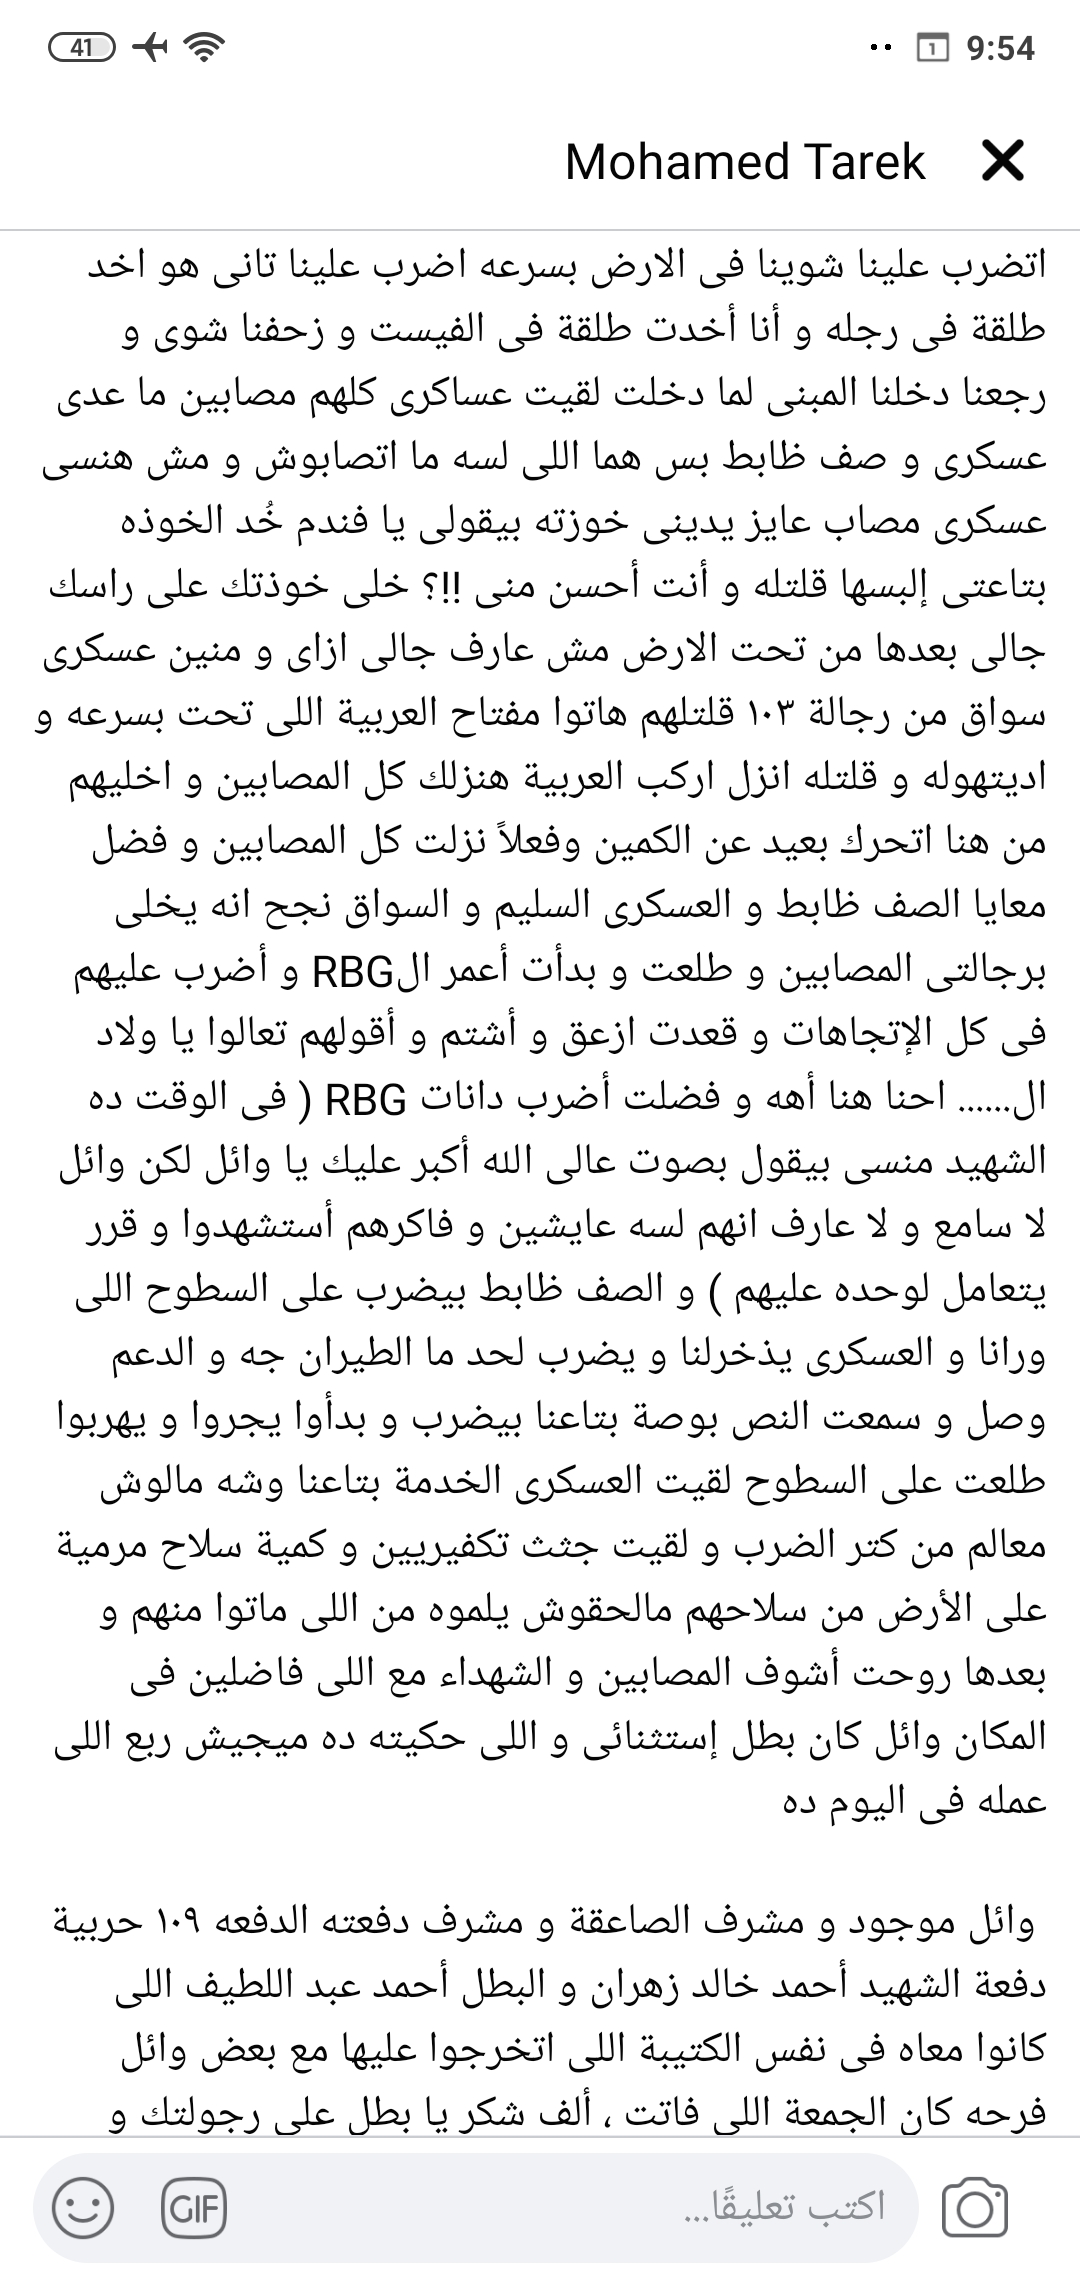 41
9:54
Mohamed Tarek
اتضرب علينا شوينا فى الارض بسرعه اضرب علينا تانى هو اخد
طلقة فى رجله و أنا أخدت طلقة فى الفيست و زحفنا شوى و
رجعنا دخلنا المبنى لما دخلت لقيت عساكرى كلهم مصابين ما عدى
عسكرى و صف ظابط بس هما اللى لسه ما اتصابوش و مش هنسى
عسكرى مصاب عايز يدينى خوزته بيقولى يا فندم خُد الخوذه
بتاعتى إلبسها قلتله و أنت أحسن منى !!؟ خلى خوذتك على راسك
جالى بعدها من تحت الارض مش عارف جالى ازاى و منين عسكرى
سواق من رجالة ١٠٣ قلتلهم هاتوا مفتاح العربية اللى تحت بسرعه و
اديتهوله و قلتله انزل اركب العربية هنزلك كل المصابين و اخليهم
من هنا اتحرك بعيد عن الكمين وفعلاً نزلت كل المصابين و فضل
معايا الصف ظابط و العسكرى السليم و السواق نجح انه يخلى
برجالتى المصابين و طلعت و بدأت أعمر الRBG و أضرب عليهم
فى كل الإتجاهات و قعدت ازعق و أشتم و أقولهم تعالوا يا ولاد
ال...... احنا هنا أهه و فضلت أضرب دانات RBG ( فى الوقت ده
الشهيد منسى بيقول بصوت عالى الله أكبر عليك يا وائل لكن وائل
لا سامع و لا عارف انهم لسه عايشين و فاكرهم أستشهدوا و قرر
يتعامل لوحده عليهم ) و الصف ظابط بيضرب على السطوح اللى
ورانا و العسكرى يذخرلنا و يضرب لحد ما الطيران جه و الدعم
وصل و سمعت النص بوصة بتاعنا بيضرب و بدأوا يجروا و يهربوا
طلعت على السطوح لقيت العسكرى الخدمة بتاعنا وشه مالوش
معالم من كتر الضرب و لقيت جثث تكفيريين و كمية سلاح مرمية
على الأرض من سلاحهم مالحقوش يلموه من اللى ماتوا منهم و
بعدها روحت أشوف المصابين و الشهداء مع اللى فاضلين فى
المكان وائل كان بطل إستثنائى و اللى حكيته ده ميجيش ربع اللى
عمله فى اليوم ده
وائل موجود و مشرف الصاعقة و مشرف دفعته الدفعه ١٠٩ حربية
دفعة الشهيد أحمد خالد زهران و البطل أحمد عبد اللطيف اللى
كانوا معاه فى نفس الكتيبة اللى اتخرجوا عليها مع بعض وائل
فرحه كان الجمعة اللى فاتت ، ألف شكر يا بطل على رجولتك و
اكتب تعليقًا...
GIF